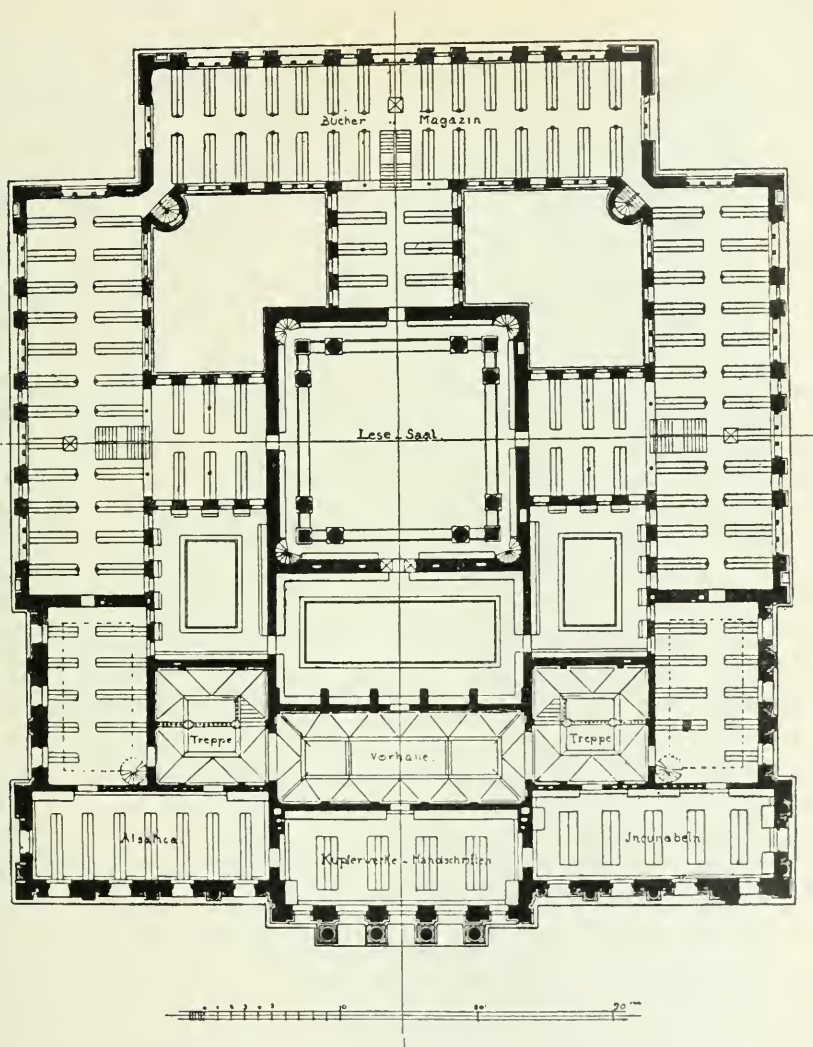 Bücher Magazin
Lese-Saal.
Treppe
Vorhalle.
Treppe
Alsatica
Kupferwerke - Handschriften
Incunabeln
10
20